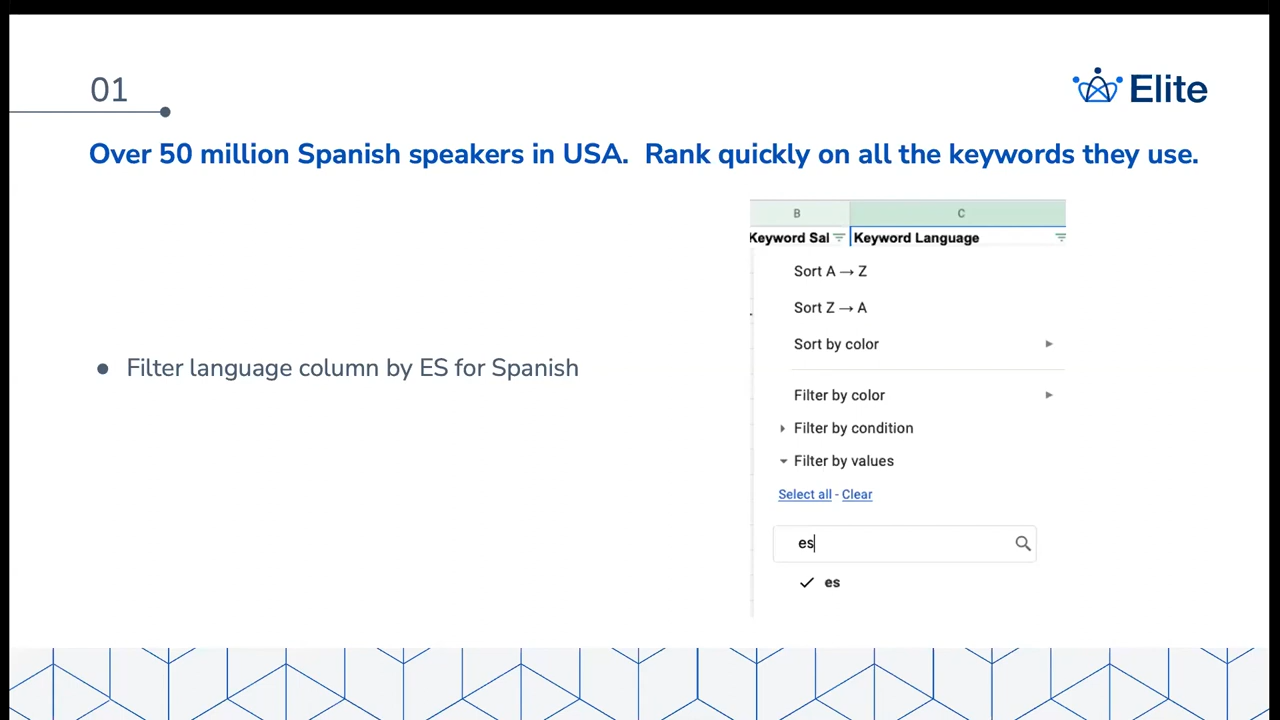 01
Elite
Over 50 million Spanish speakers in USA.  Rank quickly on all the keywords they use.
B
C
Keyword Sal
Keyword Language
Sort A → Z
Sort Z → A
Sort by color
Filter language column by ES for Spanish
Filter by color
Filter by condition
Filter by values
Select all - Clear
es
es